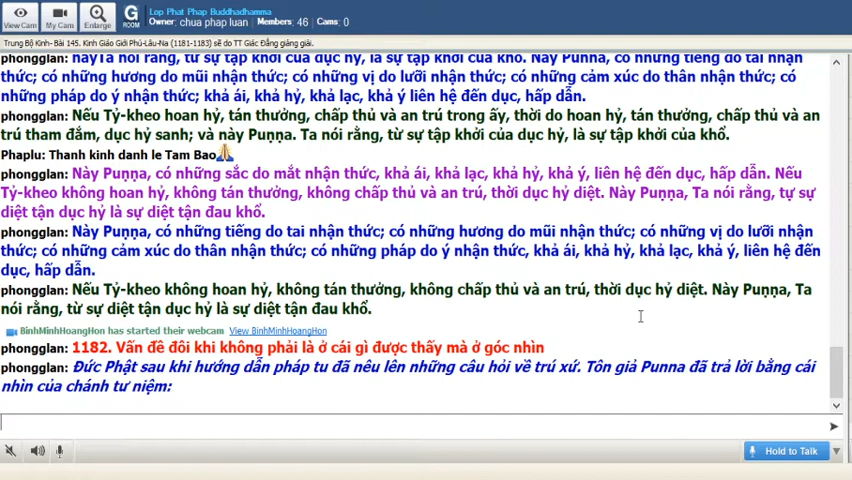 View Cam
My Cam
Enlarge
G
ROOM
Lop Phat Phap Buddhadhamma
Owner: chua phap luan Members: 46 Cams: 0
Trung Bộ Kinh- Bài 145. Kinh Giáo Giới Phú-Lâu-Na (1181-1183) sẽ do TT Giác Đẳng giảng giải.
phongglan: nàyTa nói rằng, từ sự tập khởi của dục hỷ, là sự tập khởi của khổ. Này Puṇṇa, có những tiếng do tai nhận
thức; có những hương do mũi nhận thức; có những vị do lưỡi nhận thức; có những cảm xúc do thân nhận thức; có
những pháp do ý nhận thức; khả ái, khả hỷ, khả lạc, khả ý liên hệ đến dục, hấp dẫn.
phongglan: Nếu Tỷ-kheo hoan hỷ, tán thưởng, chấp thủ và an trú trong ấy, thời do hoan hỷ, tán thưởng, chấp thủ và an
trú tham đắm, dục hỷ sanh; và này Puṇṇa. Ta nói rằng, từ sự tập khởi của dục hỷ, là sự tập khởi của khổ.
Phaplu: Thanh kinh danh le Tam Bao
phongglan: Này Puṇṇa, có những sắc do mắt nhận thức, khả ái, khả lạc, khả hỷ, khả ý, liên hệ đến dục, hấp dẫn. Nếu
Tỷ-kheo không hoan hỷ, không tán thưởng, không chấp thủ và an trú, thời dục hỷ diệt. Này Puṇṇa, Ta nói rằng, tự sự
diệt tận dục hỷ là sự diệt tận đau khổ.
phongglan: Này Puṇṇa, có những tiếng do tai nhận thức; có những hương do mũi nhận thức; có những vị do lưỡi nhận
thức; có những cảm xúc do thân nhận thức; có những pháp do ý nhận thức, khả ái, khả hỷ, khả lạc, khả ý, liên hệ đến
dục, hấp dẫn.
phongglan: Nếu Tỷ-kheo không hoan hỷ, không tán thưởng, không chấp thủ và an trú, thời dục hỷ diệt. Này Puṇṇa, Ta
nói rằng, từ sự diệt tận dục hỷ là sự diệt tận đau khổ.
BinhMinhHoangHon has started their webcam View BinhMinhHoangHon
phongglan: 1182. Vấn đề đôi khi không phải là ở cái gì được thấy mà ở góc nhìn
phongglan: Đức Phật sau khi hướng dẫn pháp tu đã nêu lên những câu hỏi về trú xứ. Tôn giả Punna đã trả lời bằng cái
nhìn của chánh tư niệm:
Hold to Talk